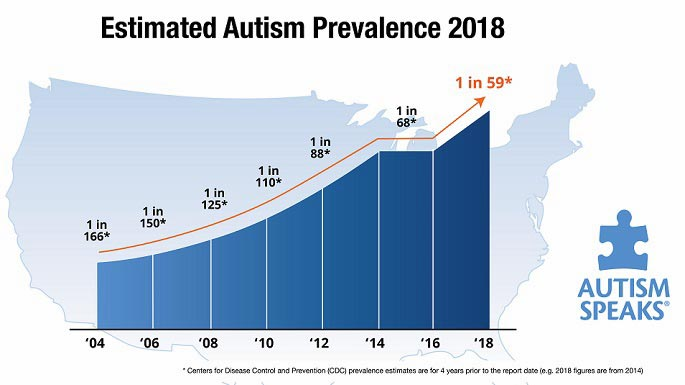 Estimated Autism Prevalence 2018
1 in 59*
1 in
68*
1 in
88*
1 in
110*
1 in
125*
1 in
150*
1 in
166*
AUTISM
SPEAKS®
‘04 ‘06 ‘08 ‘10 ‘12 ‘14 ‘16 ‘18
* Centers for Disease Control and Prevention (CDC) prevalence estimates are for 4 years prior to the report date (e.g. 2018 figures are from 2014)